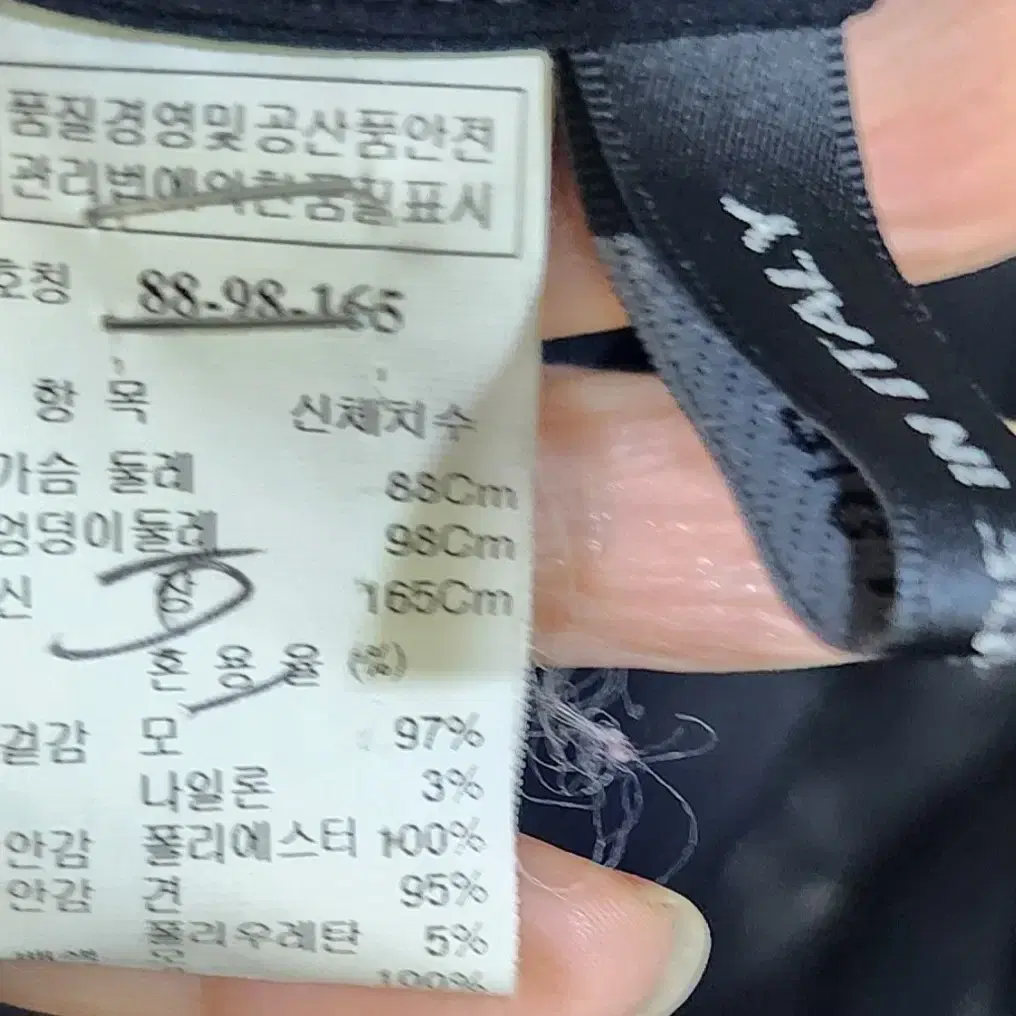 품질경영및공산품안전
관리법에의한품질표시
호칭 88-98-165
항 목 신체치수
가슴 둘레 88Cm
엉덩이둘레 98Cm
신 장 165Cm
혼 용 율 (%)
겉감 모 97%
나일론 3%
안감 폴리에스터 100%
안감 견 95%
폴리우레탄 5%
100%
IN ITALY